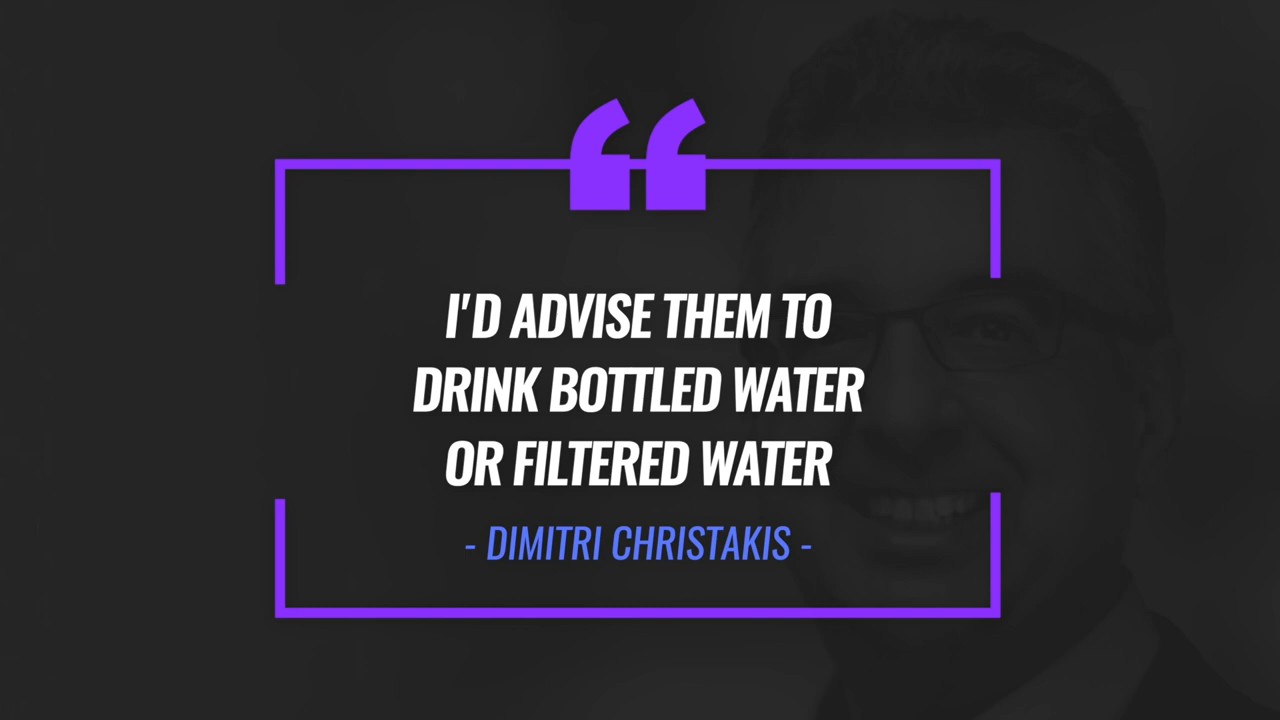 I'D ADVISE THEM TO
DRINK BOTTLED WATER
OR FILTERED WATER
- DIMITRI CHRISTAKIS -